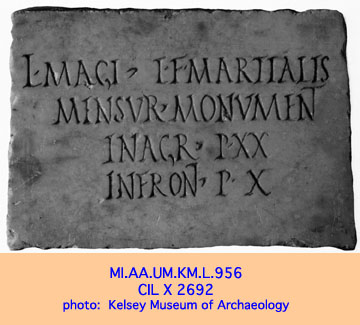 L·MAGI · L·F·MARTIALIS
MENSVR·MONVMEN
IN AGR · P·XX
IN FRON · P · X
MI.AA.UM.KM.L.956
CIL X 2692
photo: Kelsey Museum of Archaeology